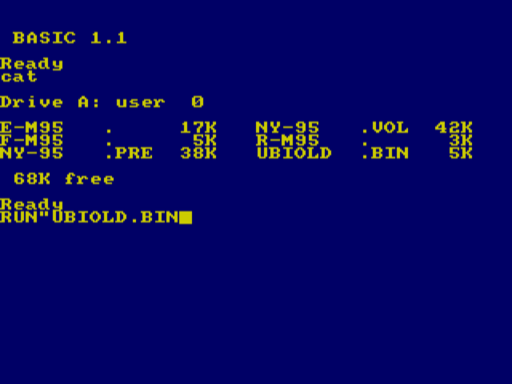 BASIC 1.1
Ready
cat
Drive A: user  0
E-M95   .   17K   NY-95   .VOL  42K
F-M95   .   5K   R-M95   .   3K
NY-95   .PRE  38K   UBIOLD  .BIN   5K
68K free
Ready
RUN"UBIOLD.BIN